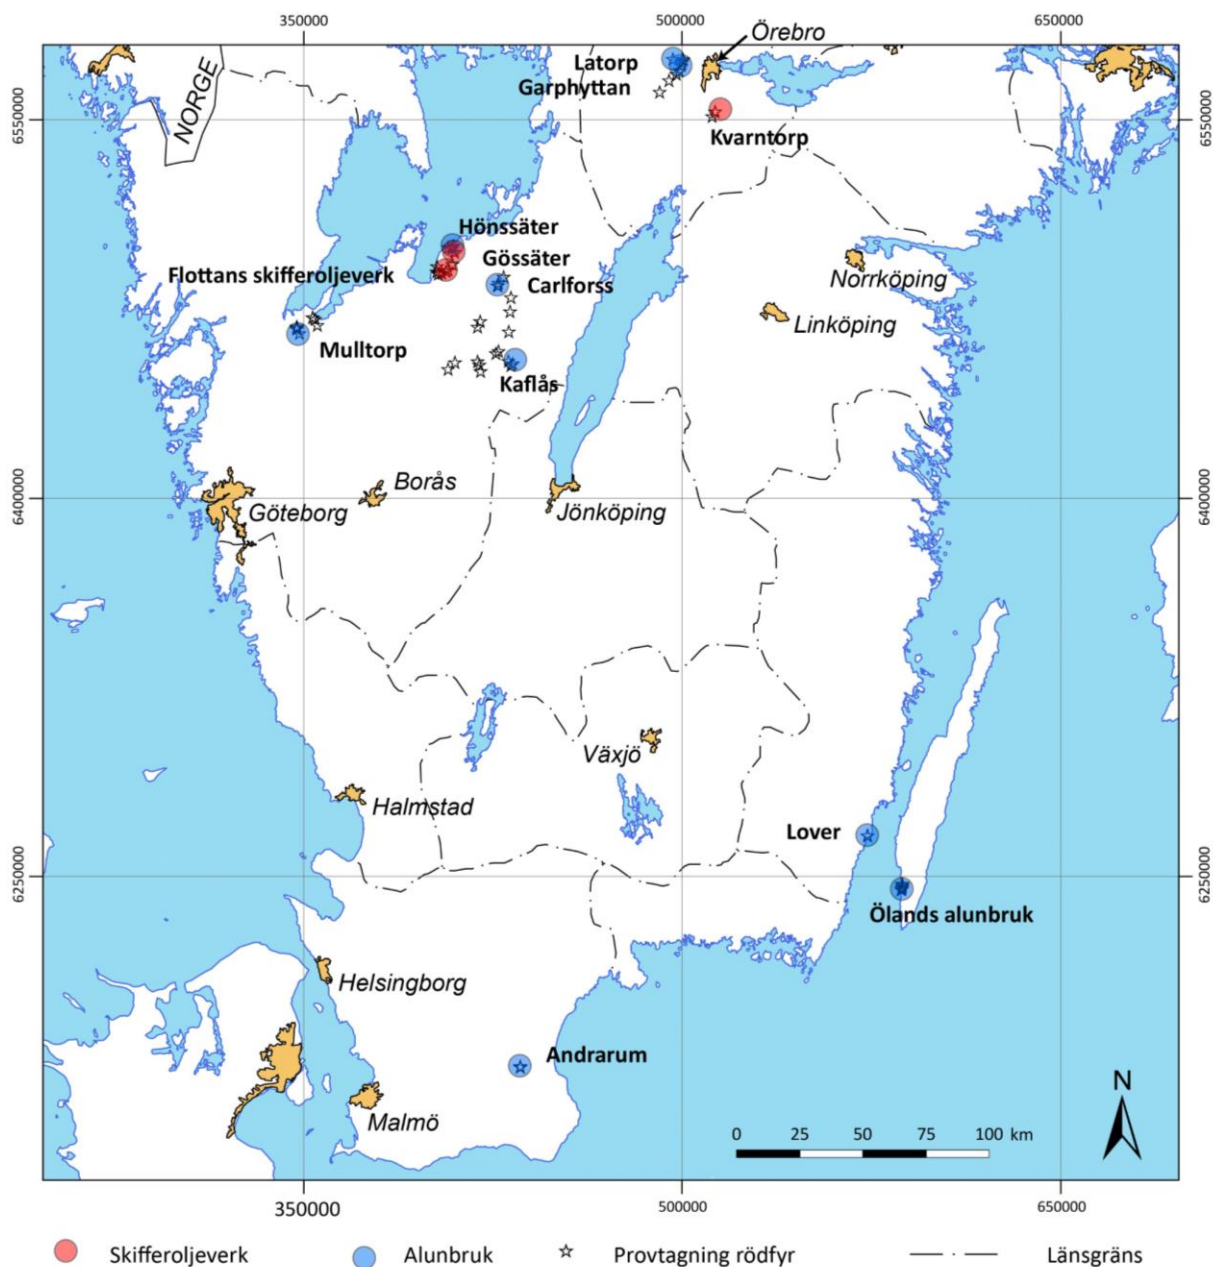 350000 500000 650000
Örebro
Latorp
Garphyttan
NORGE
6550000 6550000
Kvarntorp
Hönssäter
Gössäter
Flottans skifferoljeverk
Carlforss
Norrköping
Linköping
Mulltorp
Kaflås
Borås
Göteborg
Jönköping
6400000 6400000
Växjö
Halmstad
Lover
6250000 6250000
Ölands alunbruk
Helsingborg
Andrarum
N
Malmö
0 25 50 75 100 km
350000 500000 650000
Skifferoljeverk Alunbruk Provtagning rödfyr Länsgräns